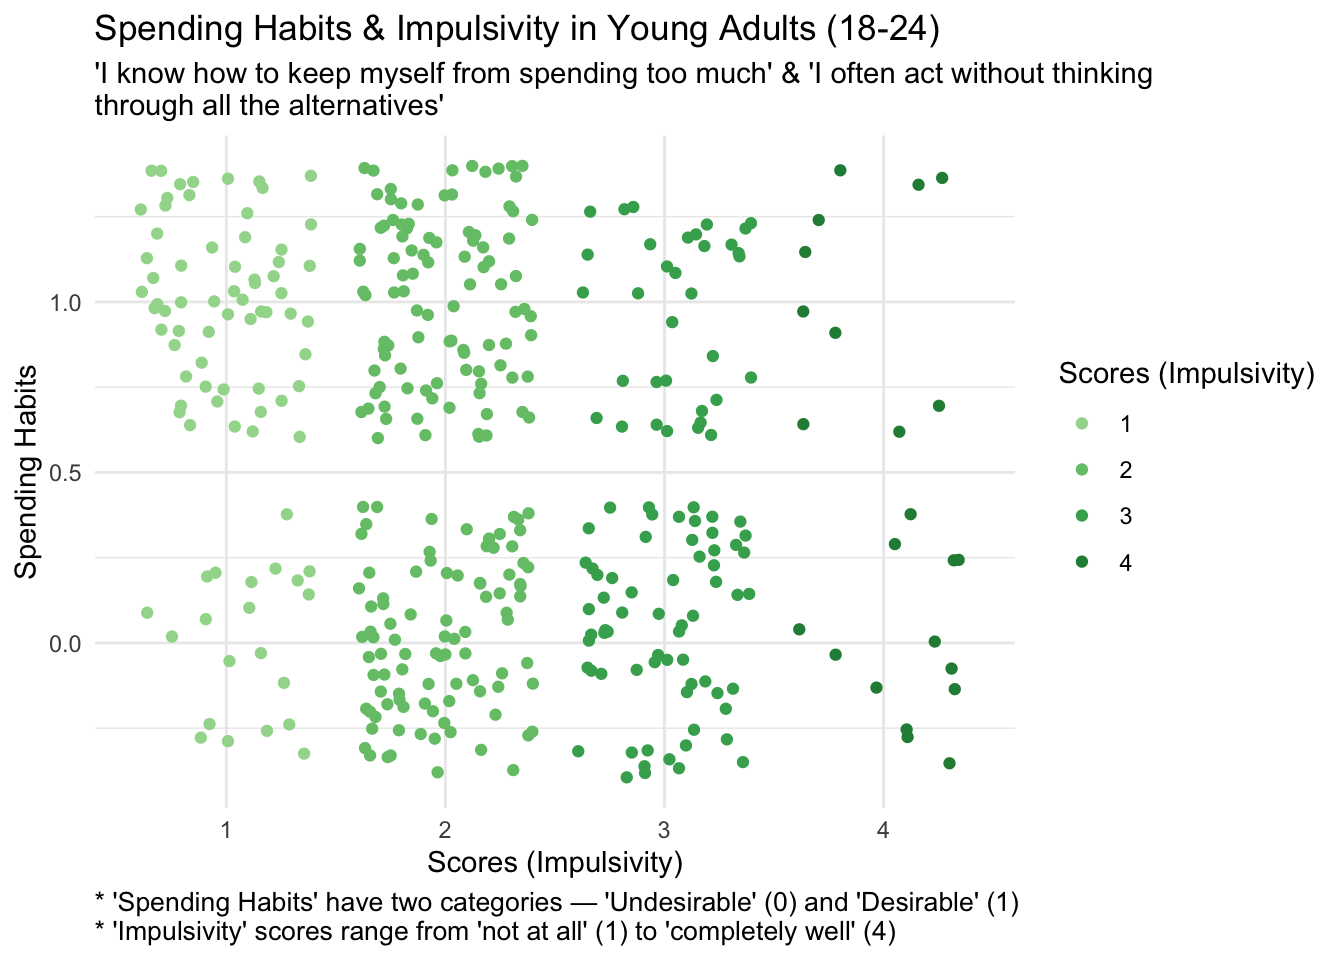 Spending Habits & Impulsivity in Young Adults (18-24)
'I know how to keep myself from spending too much' & 'I often act without thinking
through all the alternatives'
Spending Habits
1.0
0.5
0.0
1 2 3 4
Scores (Impulsivity)
Scores (Impulsivity)
1
2
3
4
* 'Spending Habits' have two categories — 'Undesirable' (0) and 'Desirable' (1)
* 'Impulsivity' scores range from 'not at all' (1) to 'completely well' (4)